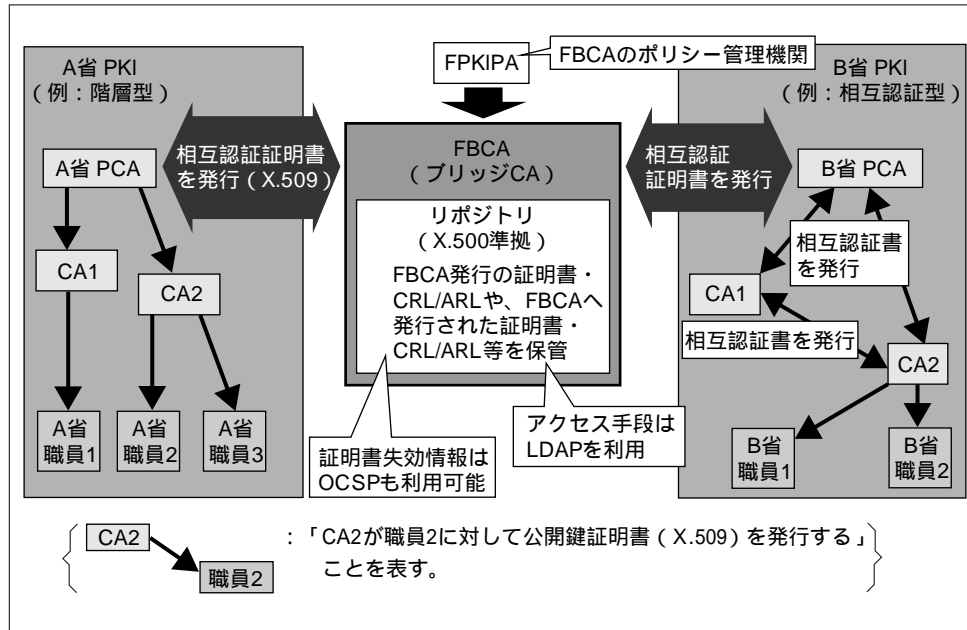 FPKIPA
FBCAのポリシー管理機関
A省 PKI
（例：階層型）
A省 PCA
CA1
CA2
A省
職員1
A省
職員2
A省
職員3
相互認証証明書
を発行（X.509）
FBCA
（ブリッジCA）
リポジトリ
（X.500準拠）
FBCA発行の証明書・
CRL/ARLや、FBCAへ
発行された証明書・
CRL/ARL等を保管
証明書失効情報は
OCSPも利用可能
アクセス手段は
LDAPを利用
相互認証
証明書を発行
B省 PKI
（例：相互認証型）
B省 PCA
相互認証書
を発行
CA1
相互認証書を発行
CA2
B省
職員1
B省
職員2
CA2
職員2
：「CA2が職員2に対して公開鍵証明書（X.509）を発行する」
ことを表す。